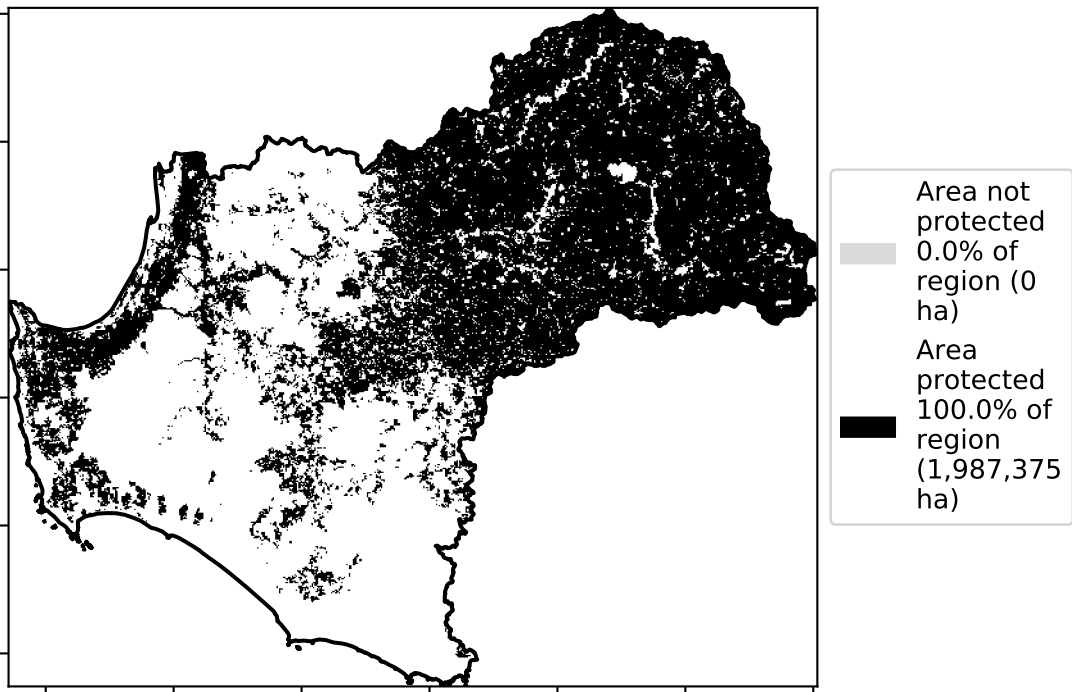 Area not
protected
0.0% of
region (0
ha)
Area
protected
100.0% of
region
(1,987,375
ha)